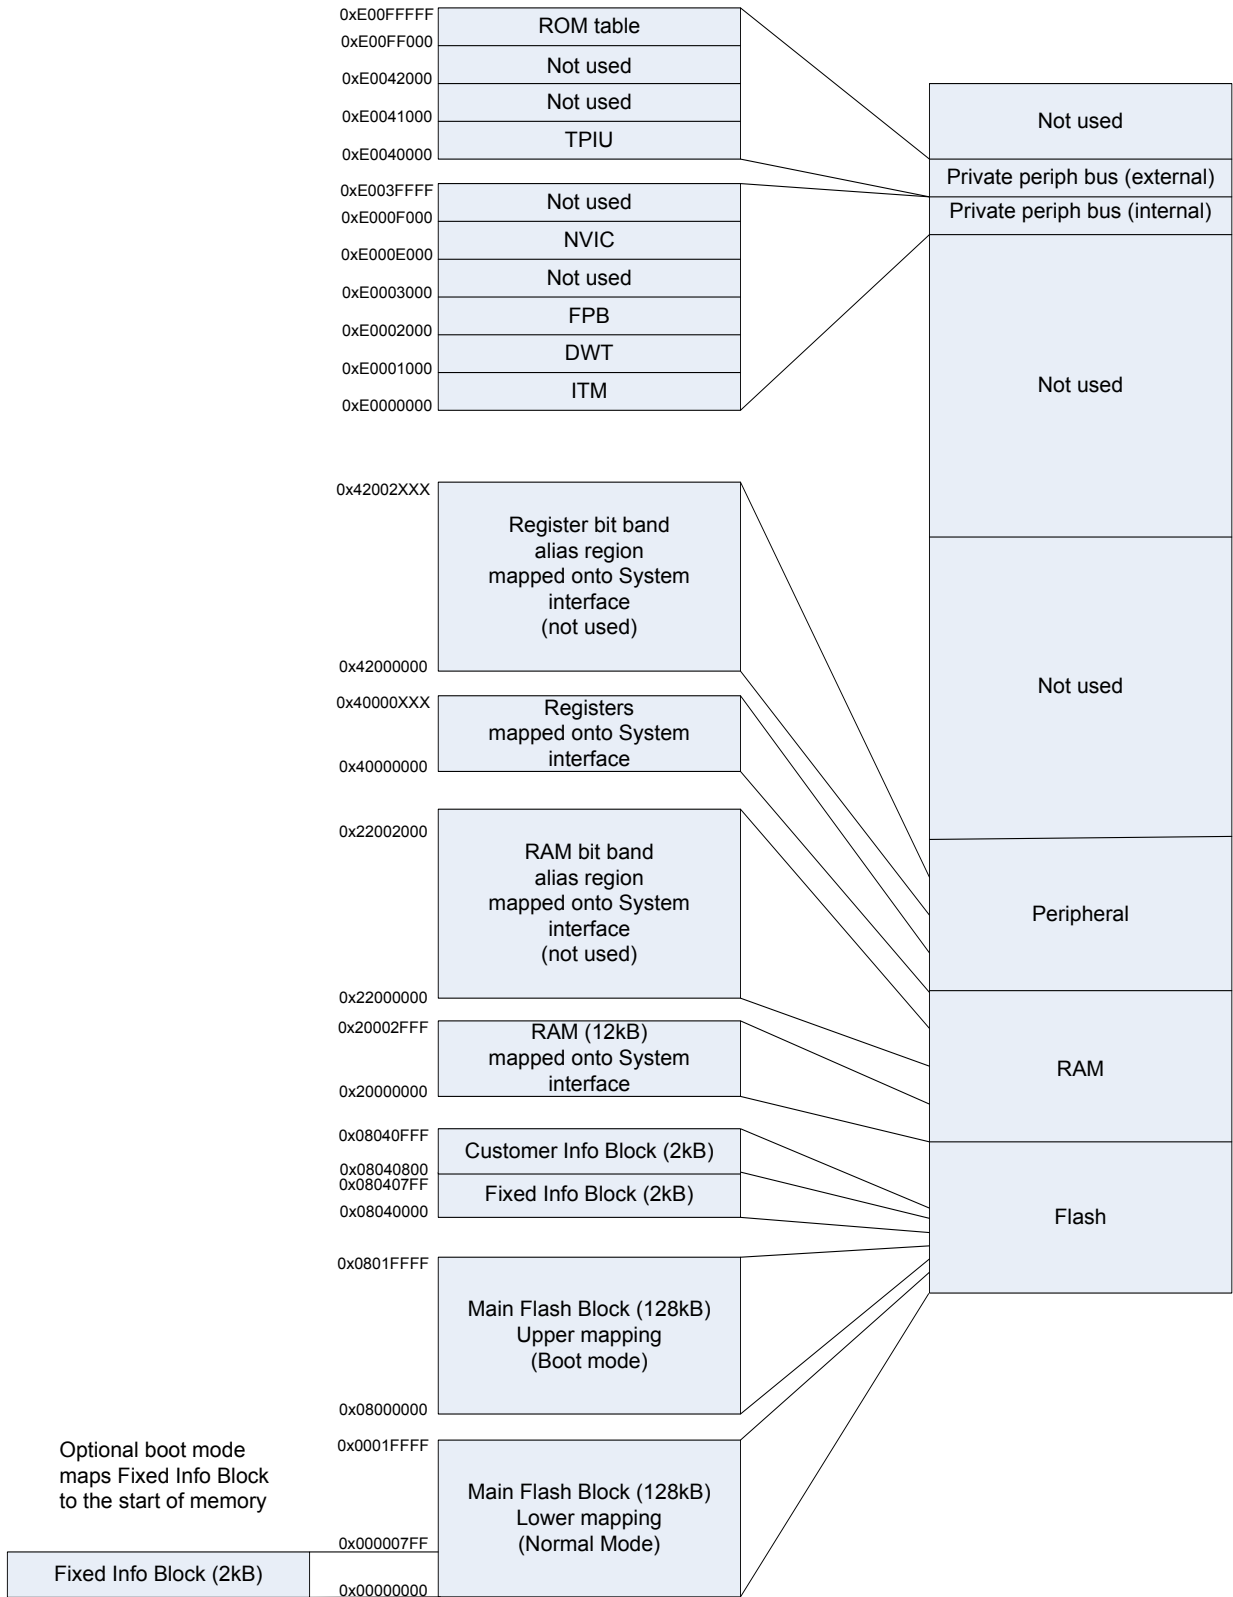 0xE00FFFFF
ROM table
0xE00FF000
Not used
0xE0042000
Not used
0xE0041000
TPIU
0xE0040000
0xE003FFFF
Not used
0xE000F000
NVIC
0xE000E000
Not used
0xE0003000
FPB
0xE0002000
DWT
0xE0001000
ITM
0xE0000000
0x42002XXX
Register bit band
alias region
mapped onto System
interface
(not used)
0x42000000
0x40000XXX
Registers
mapped onto System
interface
0x40000000
0x22002000
RAM bit band
alias region
mapped onto System
interface
(not used)
0x22000000
0x20002FFF
RAM (12kB)
mapped onto System
interface
0x20000000
0x08040FFF
Customer Info Block (2kB)
0x08040800
0x080407FF
Fixed Info Block (2kB)
0x08040000
0x0801FFFF
Main Flash Block (128kB)
Upper mapping
(Boot mode)
0x08000000
0x0001FFFF
Main Flash Block (128kB)
Lower mapping
(Normal Mode)
0x000007FF
0x00000000
Optional boot mode
maps Fixed Info Block
to the start of memory
Fixed Info Block (2kB)
Not used
Private periph bus (external)
Private periph bus (internal)
Not used
Not used
Peripheral
RAM
Flash